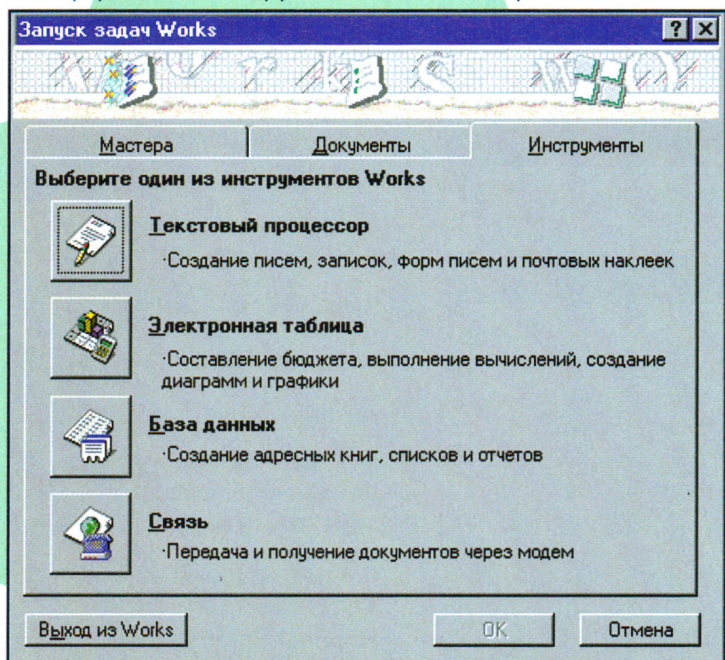 Запуск задач Works
Мастера
Документы
Инструменты
Выберите один из инструментов Works
Текстовый процессор
·Создание писем, записок, форм писем и почтовых наклеек
Электронная таблица
·Составление бюджета, выполнение вычислений, создание
диаграмм и графики
База данных
·Создание адресных книг, списков и отчетов
Связь
·Передача и получение документов через модем
Выход из Works
OK
Отмена